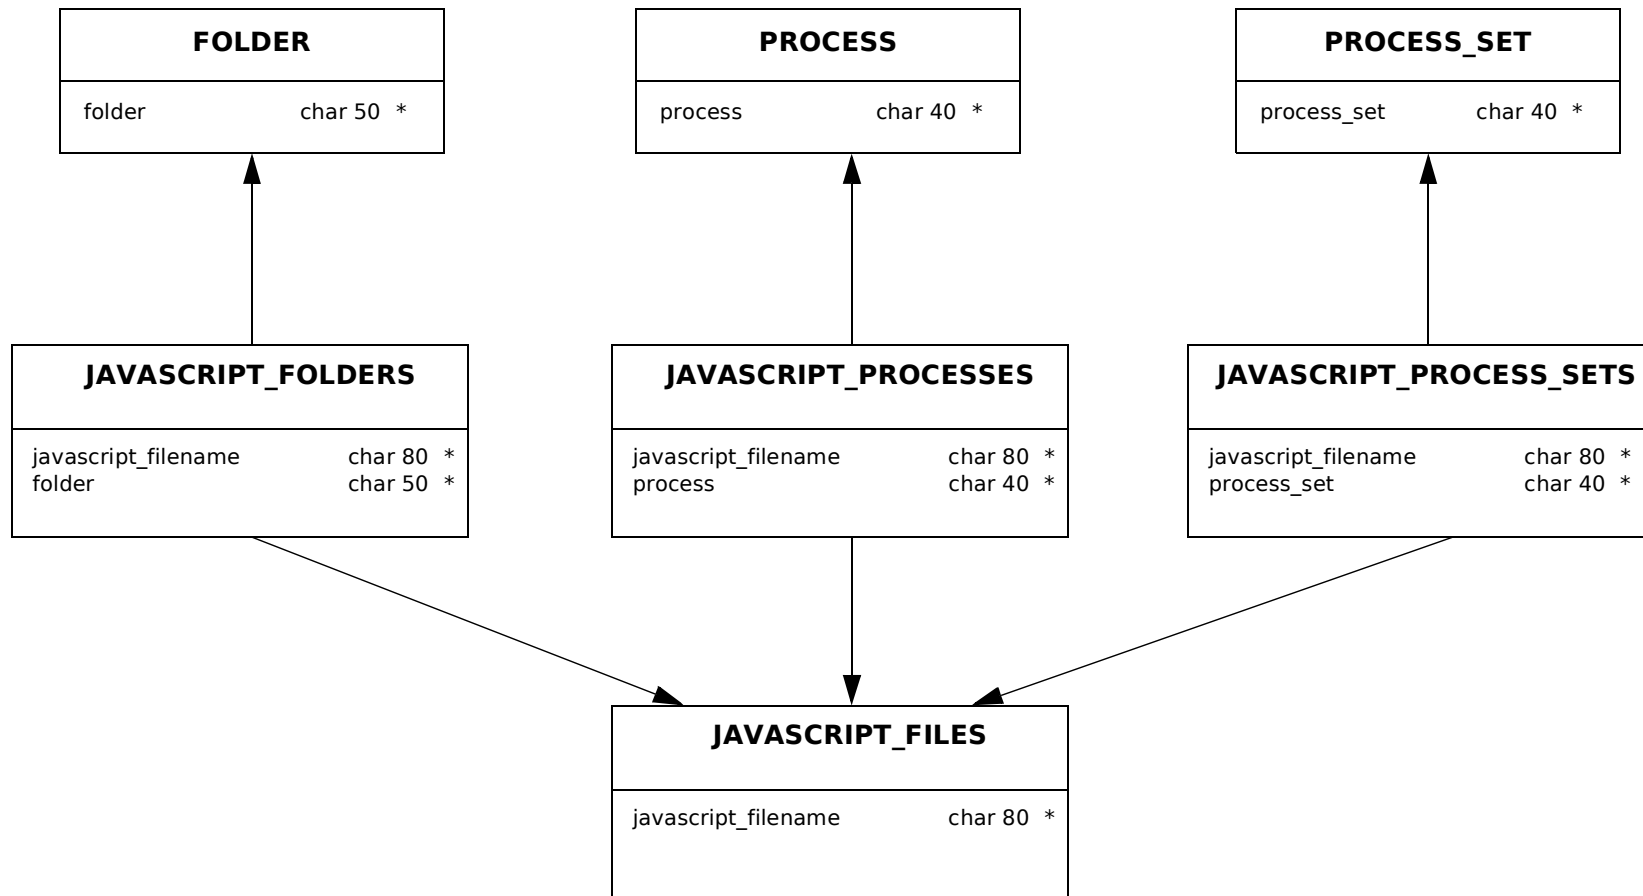 FOLDER
folder char 50 *
PROCESS
process char 40 *
PROCESS_SET
process_set char 40 *
JAVASCRIPT_FOLDERS
javascript_filename char 80 *
folder char 50 *
JAVASCRIPT_PROCESSES
javascript_filename char 80 *
process char 40 *
JAVASCRIPT_PROCESS_SETS
javascript_filename char 80 *
process_set char 40 *
JAVASCRIPT_FILES
javascript_filename char 80 *